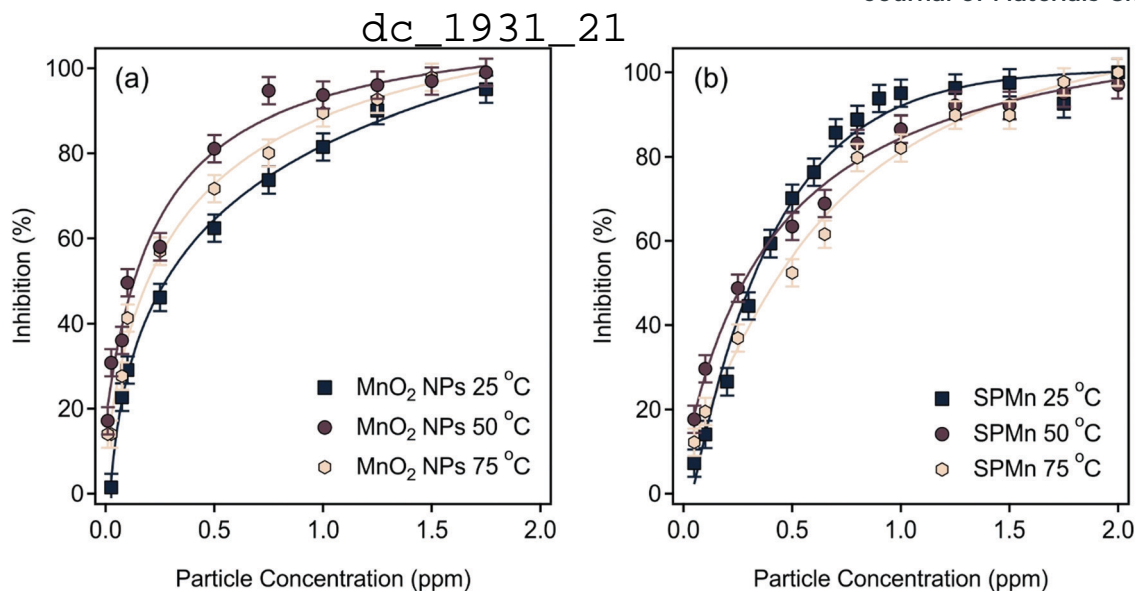 dc_1931_21
(a)
100
80
60
40
20
0
Inhibition (%)
MnO₂ NPs 25 °C
MnO₂ NPs 50 °C
MnO₂ NPs 75 °C
0.0 0.5 1.0 1.5 2.0
Particle Concentration (ppm)
(b)
100
80
60
40
20
0
Inhibition (%)
SPMn 25 °C
SPMn 50 °C
SPMn 75 °C
0.0 0.5 1.0 1.5 2.0
Particle Concentration (ppm)